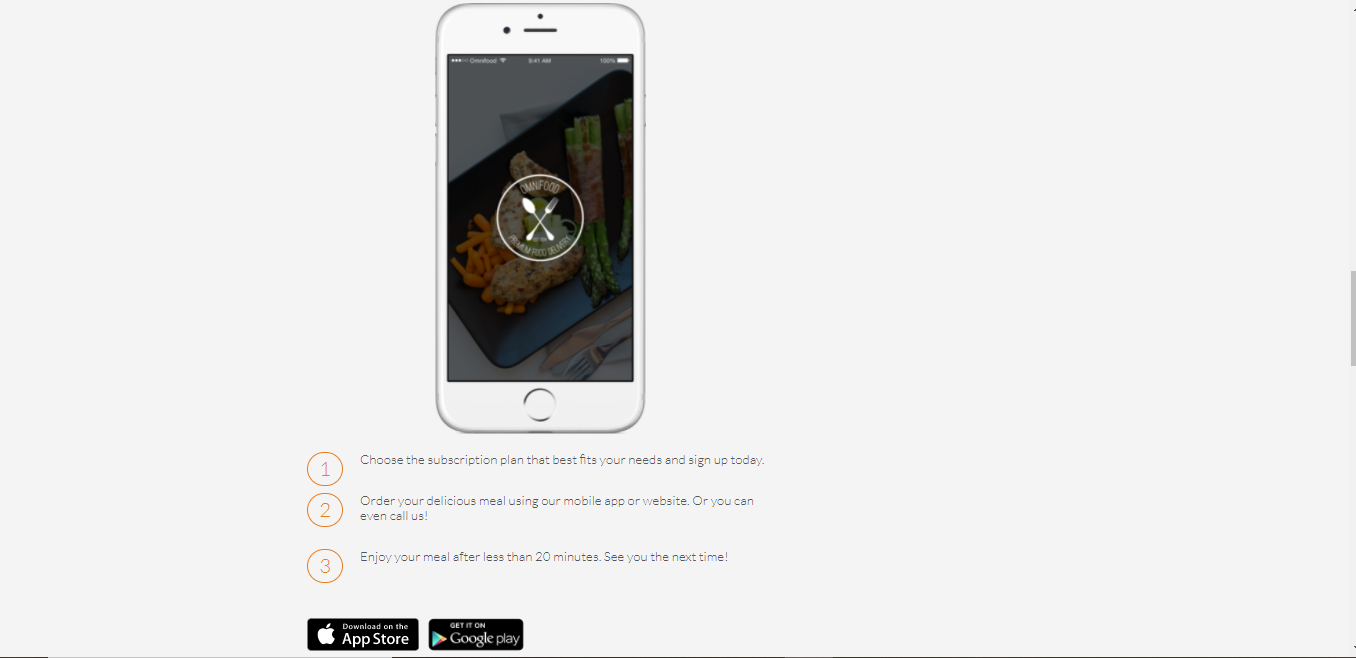 Omnifood 9:41 AM 100%
OMNIFOOD
PREMIUM FOOD DELIVERY
1 Choose the subscription plan that best fits your needs and sign up today.
2 Order your delicious meal using our mobile app or website. Or you can
even call us!
3 Enjoy your meal after less than 20 minutes. See you the next time!
Download on the
App Store
GET IT ON
Google play